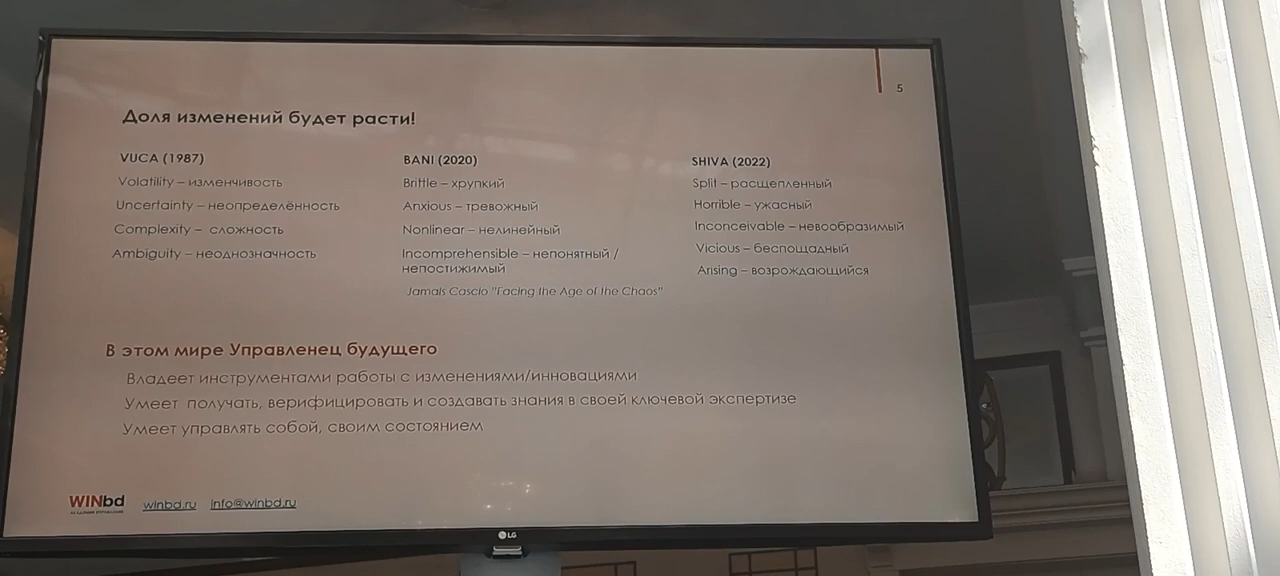 5
Доля изменений будет расти!
VUCA (1987)
Volatility – изменчивость
Uncertainty – неопределённость
Complexity – сложность
Ambiguity – неоднозначность
BANI (2020)
Brittle – хрупкий
Anxious – тревожный
Nonlinear – нелинейный
Incomprehensible – непонятный /
непостижимый
Jamais Cascio "Facing the Age of the Chaos"
SHIVA (2022)
Split – расщепленный
Horrible – ужасный
Inconceivable – невообразимый
Vicious – беспощадный
Arising – возрождающийся
В этом мире Управленец будущего
Владеет инструментами работы с изменениями/инновациями
Умеет получать, верифицировать и создавать знания в своей ключевой экспертизе
Умеет управлять собой, своим состоянием
WINbd
winbd.ru info@winbd.ru
LG